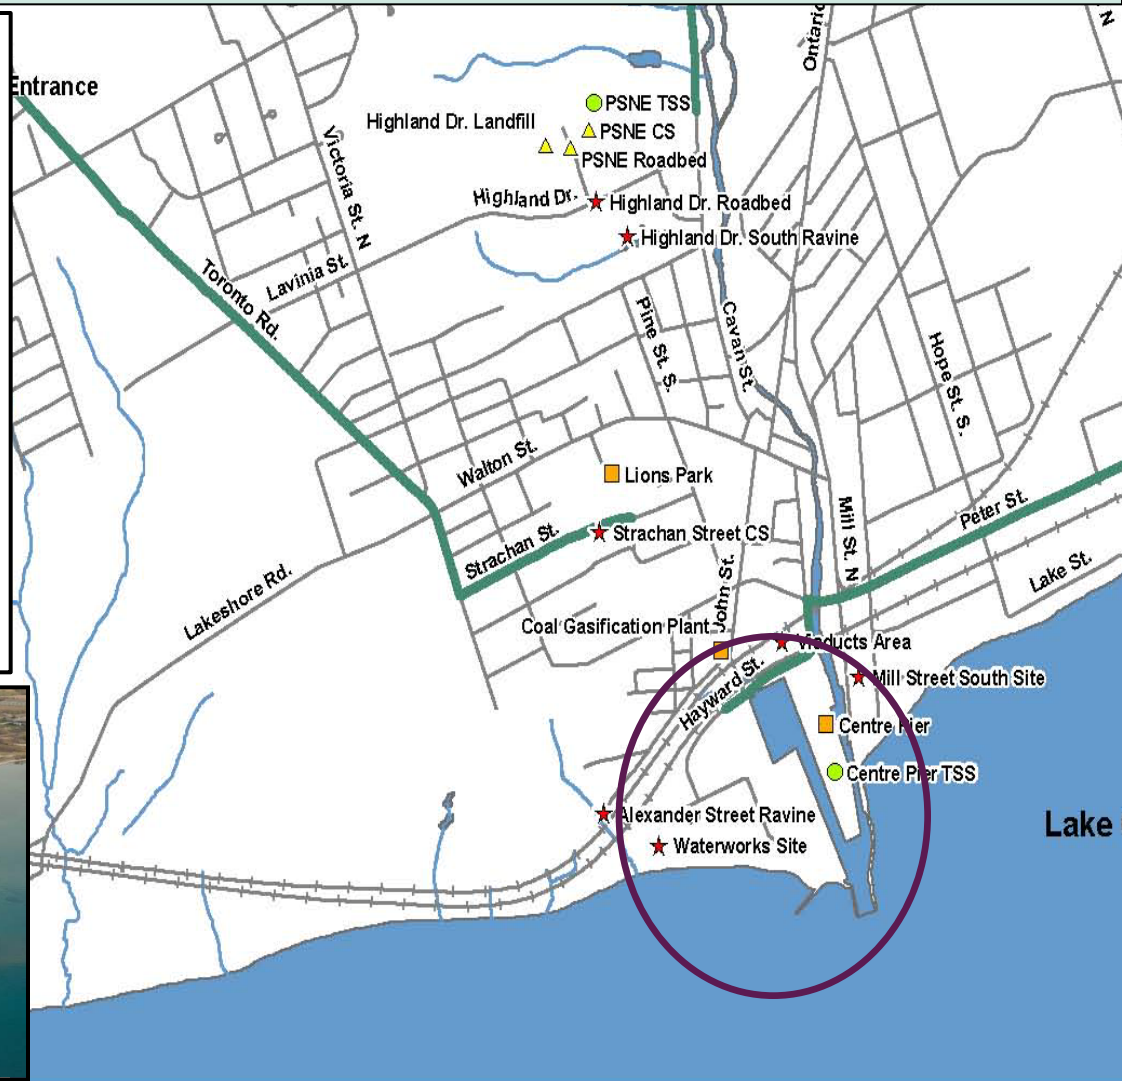 Ontario
N
Entrance
PSNE TSS
Highland Dr. Landfill
PSNE CS
PSNE Roadbed
Victoria St. N
Highland Dr.
Highland Dr. Roadbed
Highland Dr. South Ravine
Lavinia St
Toronto Rd.
Pine St. S.
Cavan St.
Hope St. S.
Walton St.
Lions Park
Mill St. N
Peter St.
Strachan St.
Strachan Street CS
Lake St.
Lakeshore Rd.
John St.
Coal Gasification Plant
Viaducts Area
Hayward St.
Mill Street South Site
Centre Pier
Centre Pier TSS
Alexander Street Ravine
Lake
Waterworks Site